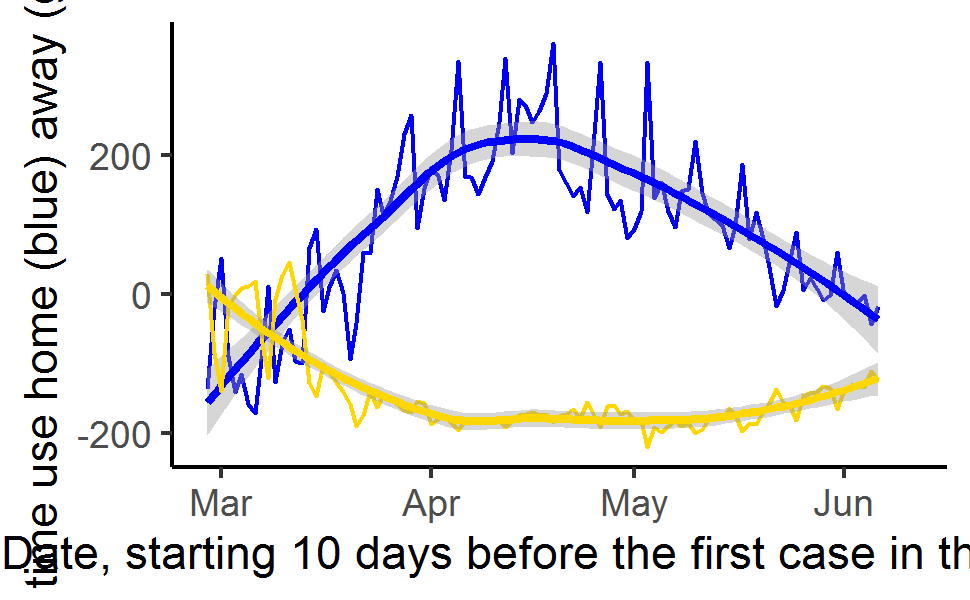 time use home (blue) away (
200
0
-200
Mar Apr May Jun
Date, starting 10 days before the first case in th